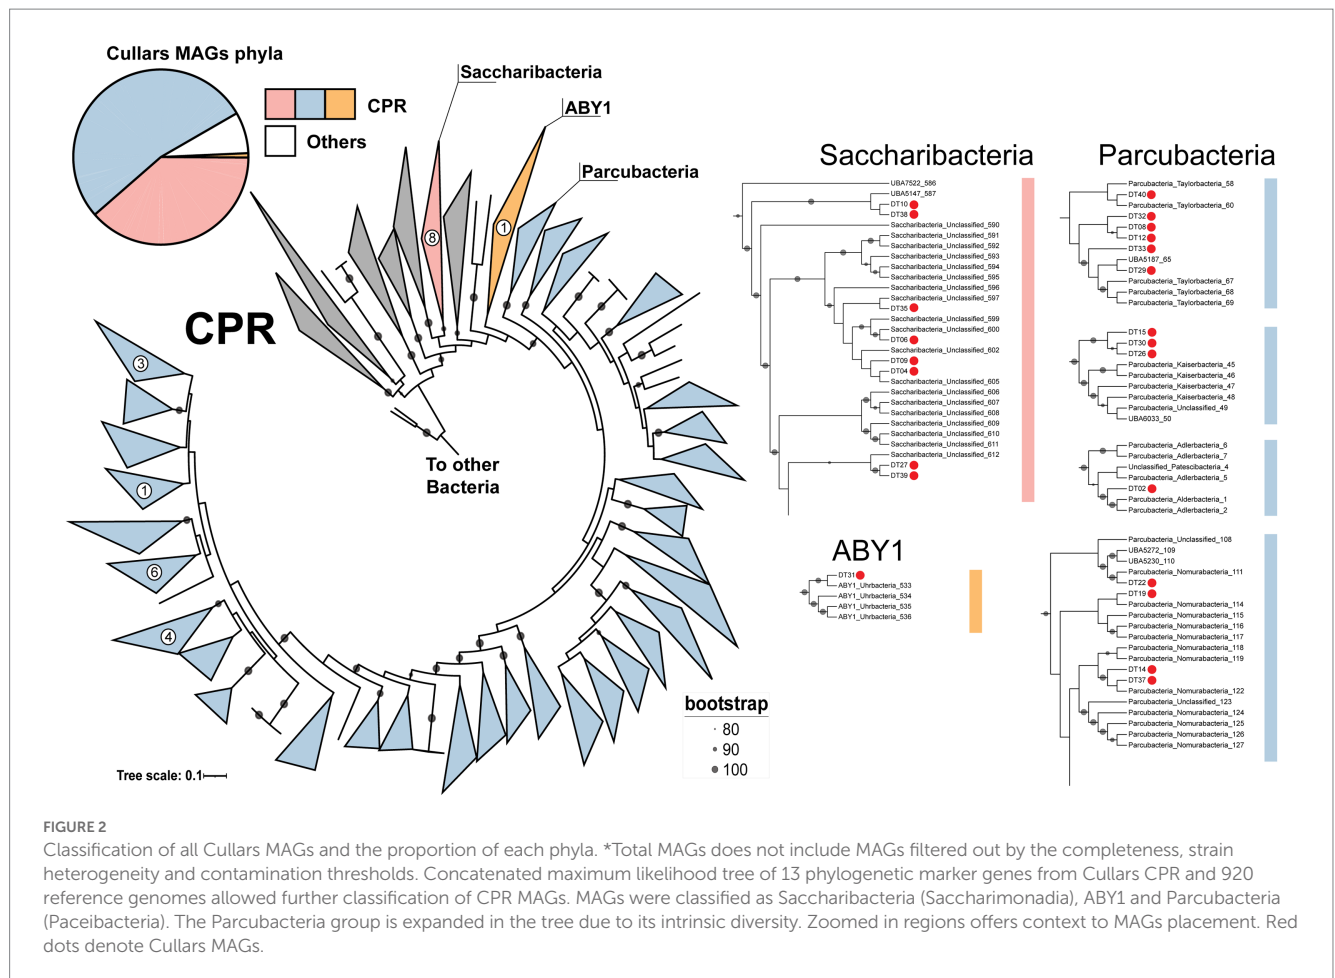 Cullars MAGs phyla
CPR
Others
Saccharibacteria
ABY1
Parcubacteria
8
1
CPR
3
1
6
4
To other
Bacteria
Tree scale: 0.1
bootstrap
80
90
100
Saccharibacteria
UBA7522_586
UBA5147_587
DT10
DT38
Saccharibacteria_Unclassified_590
Saccharibacteria_Unclassified_591
Saccharibacteria_Unclassified_592
Saccharibacteria_Unclassified_593
Saccharibacteria_Unclassified_594
Saccharibacteria_Unclassified_595
Saccharibacteria_Unclassified_596
Saccharibacteria_Unclassified_597
DT35
Saccharibacteria_Unclassified_599
Saccharibacteria_Unclassified_600
DT06
Saccharibacteria_Unclassified_602
DT09
DT04
Saccharibacteria_Unclassified_605
Saccharibacteria_Unclassified_606
Saccharibacteria_Unclassified_607
Saccharibacteria_Unclassified_608
Saccharibacteria_Unclassified_609
Saccharibacteria_Unclassified_610
Saccharibacteria_Unclassified_611
Saccharibacteria_Unclassified_612
DT27
DT39
ABY1
DT31
ABY1_Uhrbacteria_533
ABY1_Uhrbacteria_534
ABY1_Uhrbacteria_535
ABY1_Uhrbacteria_536
Parcubacteria
Parcubacteria_Taylorbacteria_58
DT40
Parcubacteria_Taylorbacteria_60
DT32
DT08
DT12
DT33
UBA5187_65
DT29
Parcubacteria_Taylorbacteria_67
Parcubacteria_Taylorbacteria_68
Parcubacteria_Taylorbacteria_69
DT15
DT30
DT26
Parcubacteria_Kaiserbacteria_45
Parcubacteria_Kaiserbacteria_46
Parcubacteria_Kaiserbacteria_47
Parcubacteria_Kaiserbacteria_48
Parcubacteria_Unclassified_49
UBA6033_50
Parcubacteria_Adlerbacteria_6
Parcubacteria_Adlerbacteria_7
Unclassified_Patescibacteria_4
Parcubacteria_Adlerbacteria_5
DT02
Parcubacteria_Alderbacteria_1
Parcubacteria_Adlerbacteria_2
Parcubacteria_Unclassified_108
UBA5272_109
UBA5230_110
Parcubacteria_Nomurabacteria_111
DT22
DT19
Parcubacteria_Nomurabacteria_114
Parcubacteria_Nomurabacteria_115
Parcubacteria_Nomurabacteria_116
Parcubacteria_Nomurabacteria_117
Parcubacteria_Nomurabacteria_118
Parcubacteria_Nomurabacteria_119
DT14
DT37
Parcubacteria_Nomurabacteria_122
Parcubacteria_Unclassified_123
Parcubacteria_Nomurabacteria_124
Parcubacteria_Nomurabacteria_125
Parcubacteria_Nomurabacteria_126
Parcubacteria_Nomurabacteria_127
FIGURE 2
Classification of all Cullars MAGs and the proportion of each phyla. *Total MAGs does not include MAGs filtered out by the completeness, strain
heterogeneity and contamination thresholds. Concatenated maximum likelihood tree of 13 phylogenetic marker genes from Cullars CPR and 920
reference genomes allowed further classification of CPR MAGs. MAGs were classified as Saccharibacteria (Saccharimonadia), ABY1 and Parcubacteria
(Paceibacteria). The Parcubacteria group is expanded in the tree due to its intrinsic diversity. Zoomed in regions offers context to MAGs placement. Red
dots denote Cullars MAGs.